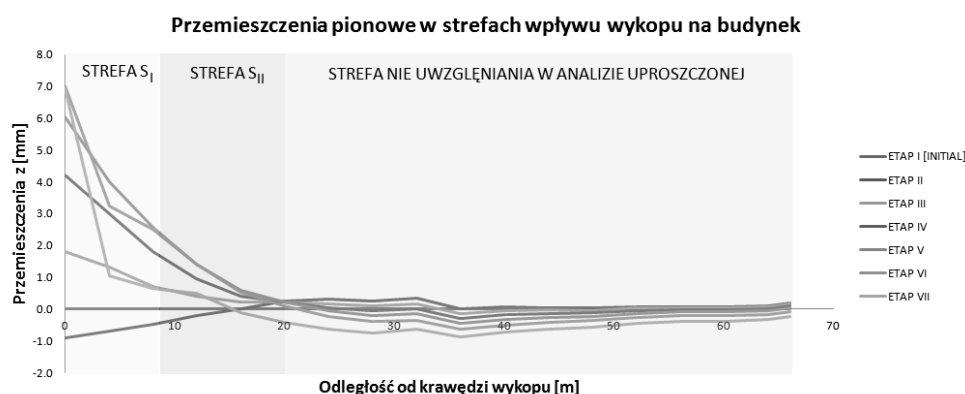 Przemieszczenia pionowe w strefach wpływu wykopu na budynek
8.0
7.0
6.0
5.0
4.0
3.0
2.0
1.0
0.0
-1.0
-2.0
Przemieszczenia z [mm]
STREFA SI
STREFA SII
STREFA NIE UWZGLĘNIANIA W ANALIZIE UPROSZCZONEJ
0
10
20
30
40
50
60
70
Odległość od krawędzi wykopu [m]
ETAP I [INITIAL]
ETAP II
ETAP III
ETAP IV
ETAP V
ETAP VI
ETAP VII